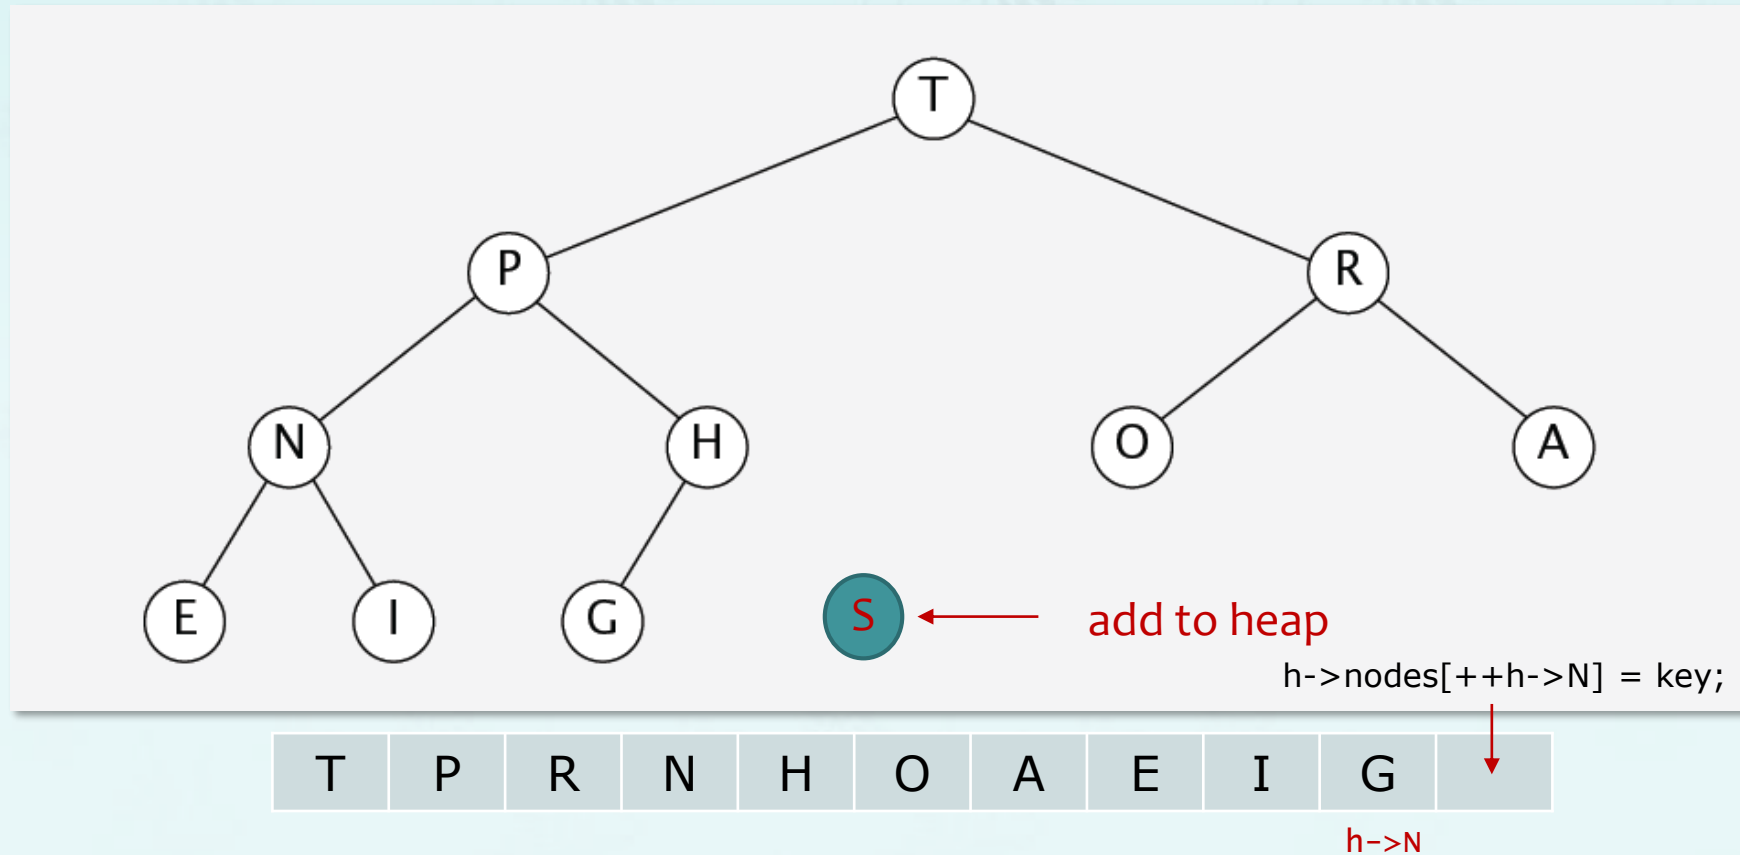 T
P R
N H O A
E I G S add to heap
h->nodes[++h->N] = key;
T P R N H O A E I G
h->N